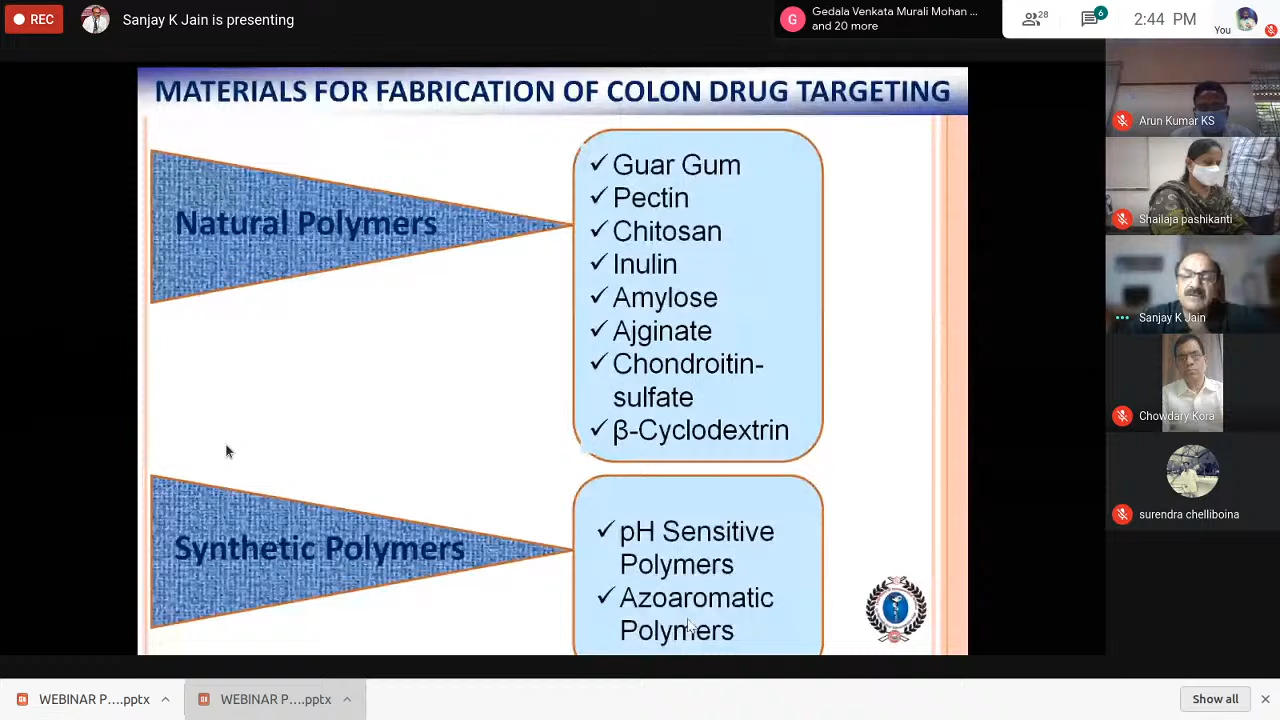 REC
Sanjay K Jain is presenting
G
Gedala Venkata Murali Mohan ...
and 20 more
28
6
2:44 PM
You
MATERIALS FOR FABRICATION OF COLON DRUG TARGETING
Natural Polymers
✓ Guar Gum
✓ Pectin
✓ Chitosan
✓ Inulin
✓ Amylose
✓ Ajginate
✓ Chondroitin-
sulfate
✓ β-Cyclodextrin
Synthetic Polymers
✓ pH Sensitive
Polymers
✓ Azoaromatic
Polymers
Arun Kumar KS
Shailaja pashikanti
Sanjay K Jain
Chowdary Kora
surendra chelliboina
WEBINAR P....pptx
WEBINAR P....pptx
Show all